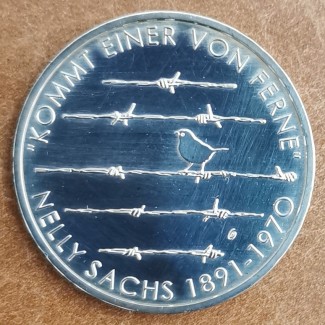 "KOMMT EINER VON FERNE"
NELLY SACHS 1891-1970